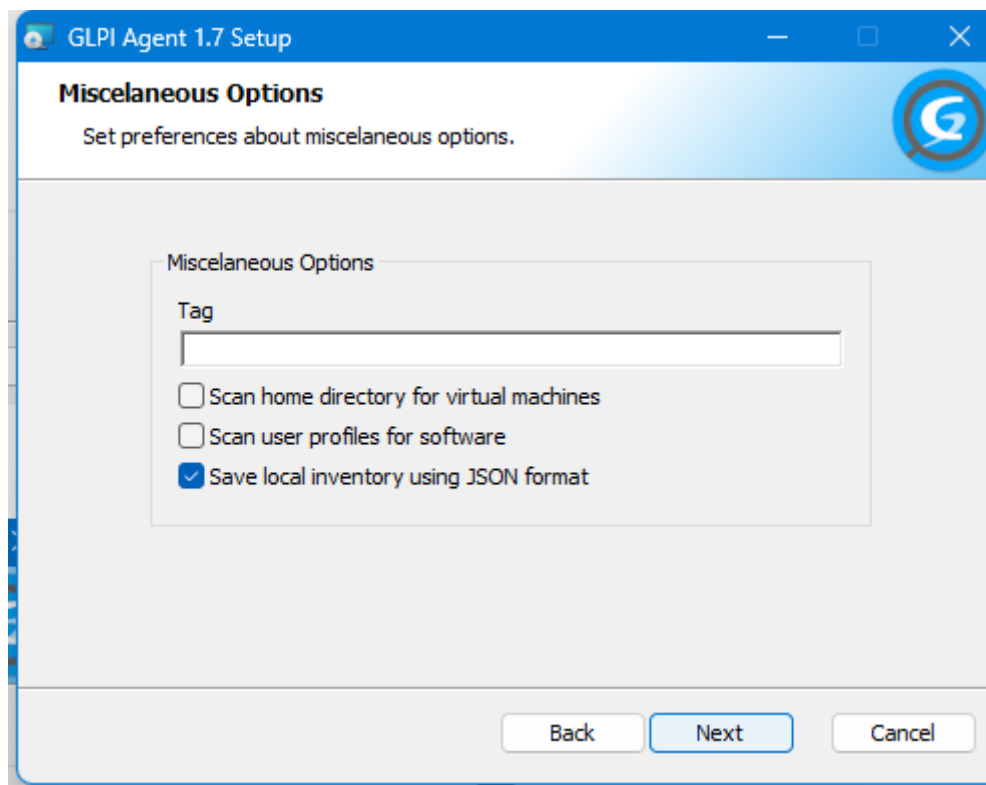 GLPI Agent 1.7 Setup
Miscelaneous Options
Set preferences about miscelaneous options.
Miscelaneous Options
Tag
Scan home directory for virtual machines
Scan user profiles for software
Save local inventory using JSON format
Back Next Cancel